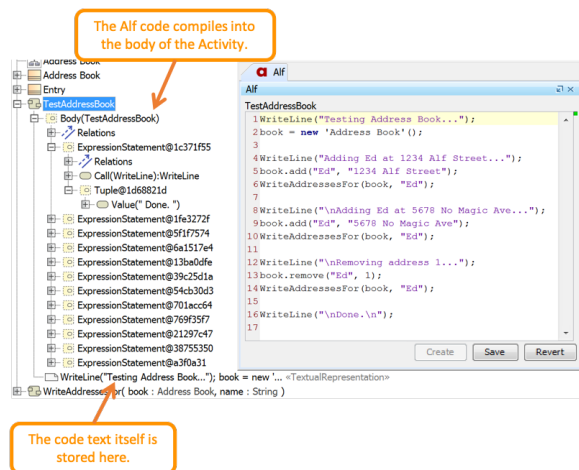 The Alf code compiles into
the body of the Activity.
Address Book
Address Book
Entry
TestAddressBook
Body(TestAddressBook)
Relations
ExpressionStatement@1c371f55
Relations
Call(WriteLine):WriteLine
Tuple@1d68821d
Value(" Done. ")
ExpressionStatement@1fe3272f
ExpressionStatement@5f1f7574
ExpressionStatement@6a1517e4
ExpressionStatement@13ba0dfe
ExpressionStatement@39c25d1a
ExpressionStatement@54cb30d3
ExpressionStatement@701acc64
ExpressionStatement@769f35f7
ExpressionStatement@21297c47
ExpressionStatement@38755350
ExpressionStatement@a3f0a31
WriteLine("Testing Address Book..."); book = new '... «TextualRepresentation»
WriteAddressesFor( book : Address Book, name : String )
a Alf
Alf
TestAddressBook
1 WriteLine("Testing Address Book...");
2 book = new 'Address Book'();
3
4 WriteLine("Adding Ed at 1234 Alf Street...");
5 book.add("Ed", "1234 Alf Street");
6 WriteAddressesFor(book, "Ed");
7
8 WriteLine("\nAdding Ed at 5678 No Magic Ave...");
9 book.add("Ed", "5678 No Magic Ave");
10 WriteAddressesFor(book, "Ed");
11
12 WriteLine("\nRemoving address 1...");
13 book.remove("Ed", 1);
14 WriteAddressesFor(book, "Ed");
15
16 WriteLine("\nDone.\n");
17
Create Save Revert
The code text itself is
stored here.